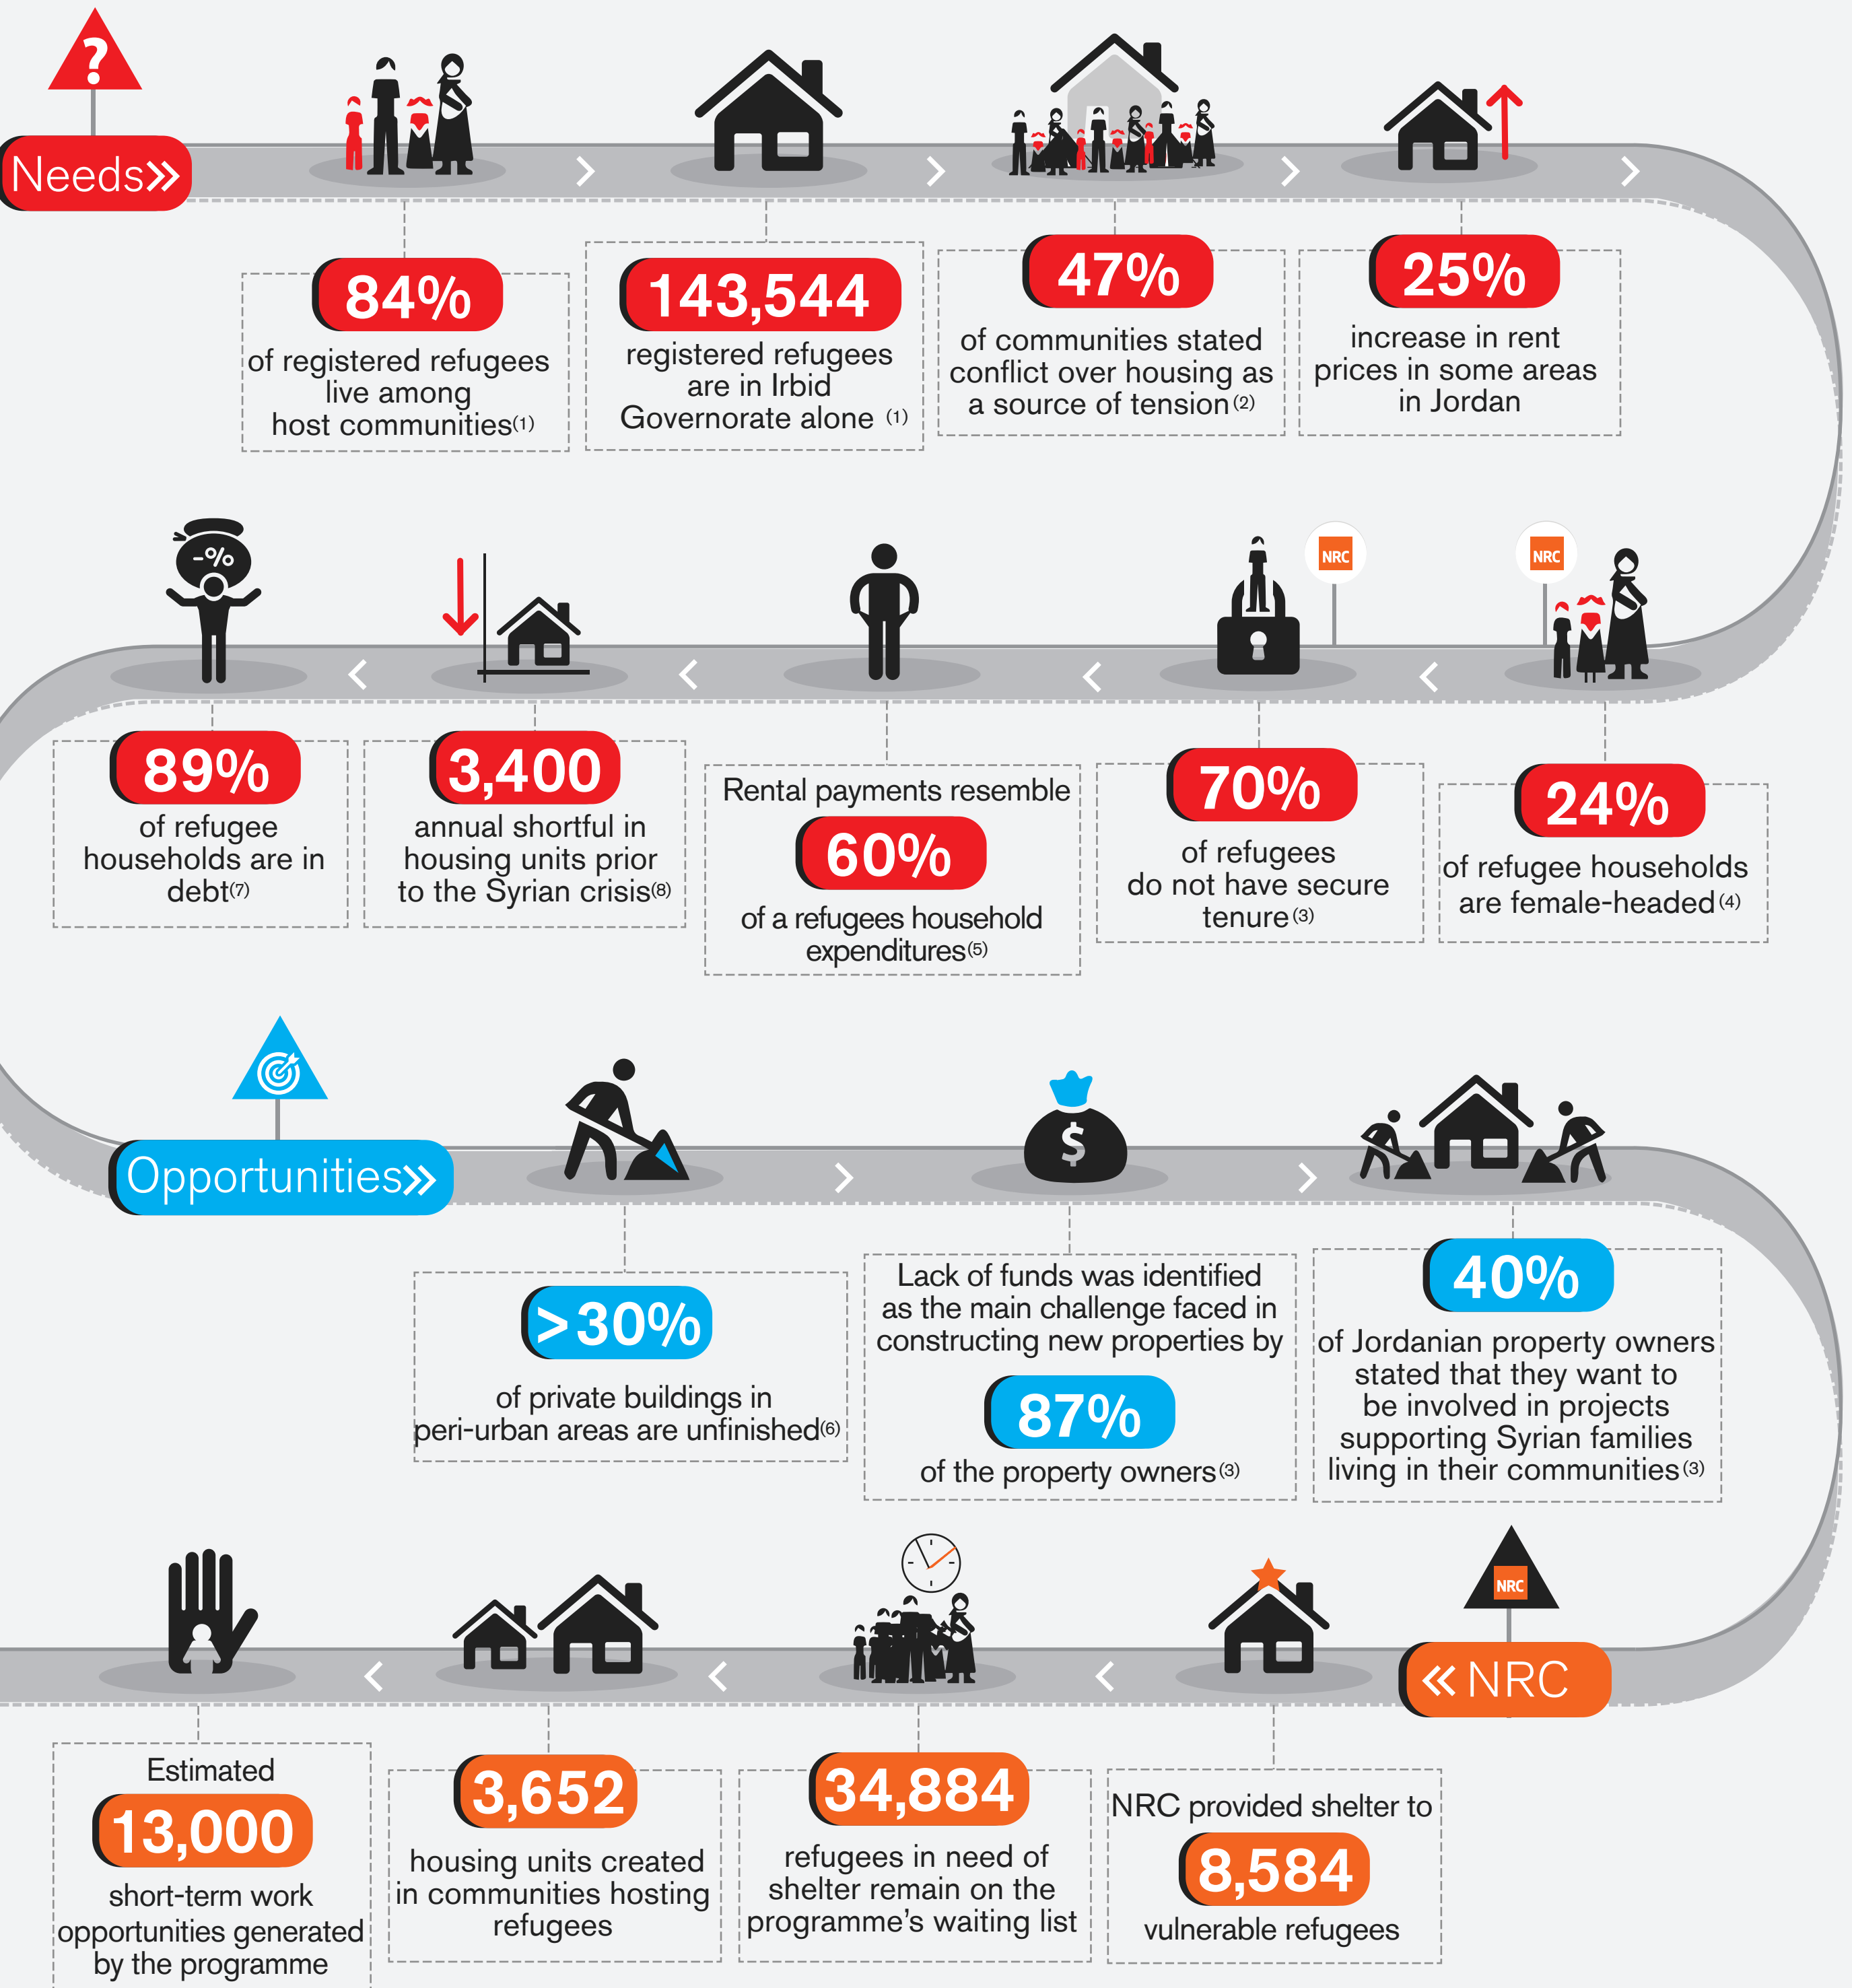 ?
Needs»
84%
of registered refugees
live among
host communities(1)
143,544
registered refugees
are in Irbid
Governorate alone (1)
47%
of communities stated
conflict over housing as
a source of tension(2)
25%
increase in rent
prices in some areas
in Jordan
NRC
24%
of refugee households
are female-headed(4)
NRC
70%
of refugees
do not have secure
tenure(3)
Rental payments resemble
60%
of a refugees household
expenditures(5)
3,400
annual shortful in
housing units prior
to the Syrian crisis(8)
-%
89%
of refugee
households are in
debt(7)
Opportunities»
>30%
of private buildings in
peri-urban areas are unfinished(6)
$
Lack of funds was identified
as the main challenge faced in
constructing new properties by
87%
of the property owners(3)
40%
of Jordanian property owners
stated that they want to
be involved in projects
supporting Syrian families
living in their communities(3)
NRC
« NRC
NRC provided shelter to
8,584
vulnerable refugees
34,884
refugees in need of
shelter remain on the
programme's waiting list
3,652
housing units created
in communities hosting
refugees
Estimated
13,000
short-term work
opportunities generated
by the programme